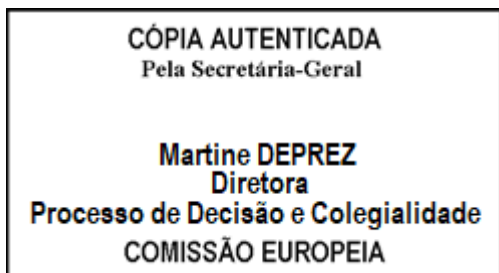 CÓPIA AUTENTICADA
Pela Secretária-Geral
Martine DEPREZ
Diretora
Processo de Decisão e Colegialidade
COMISSÃO EUROPEIA